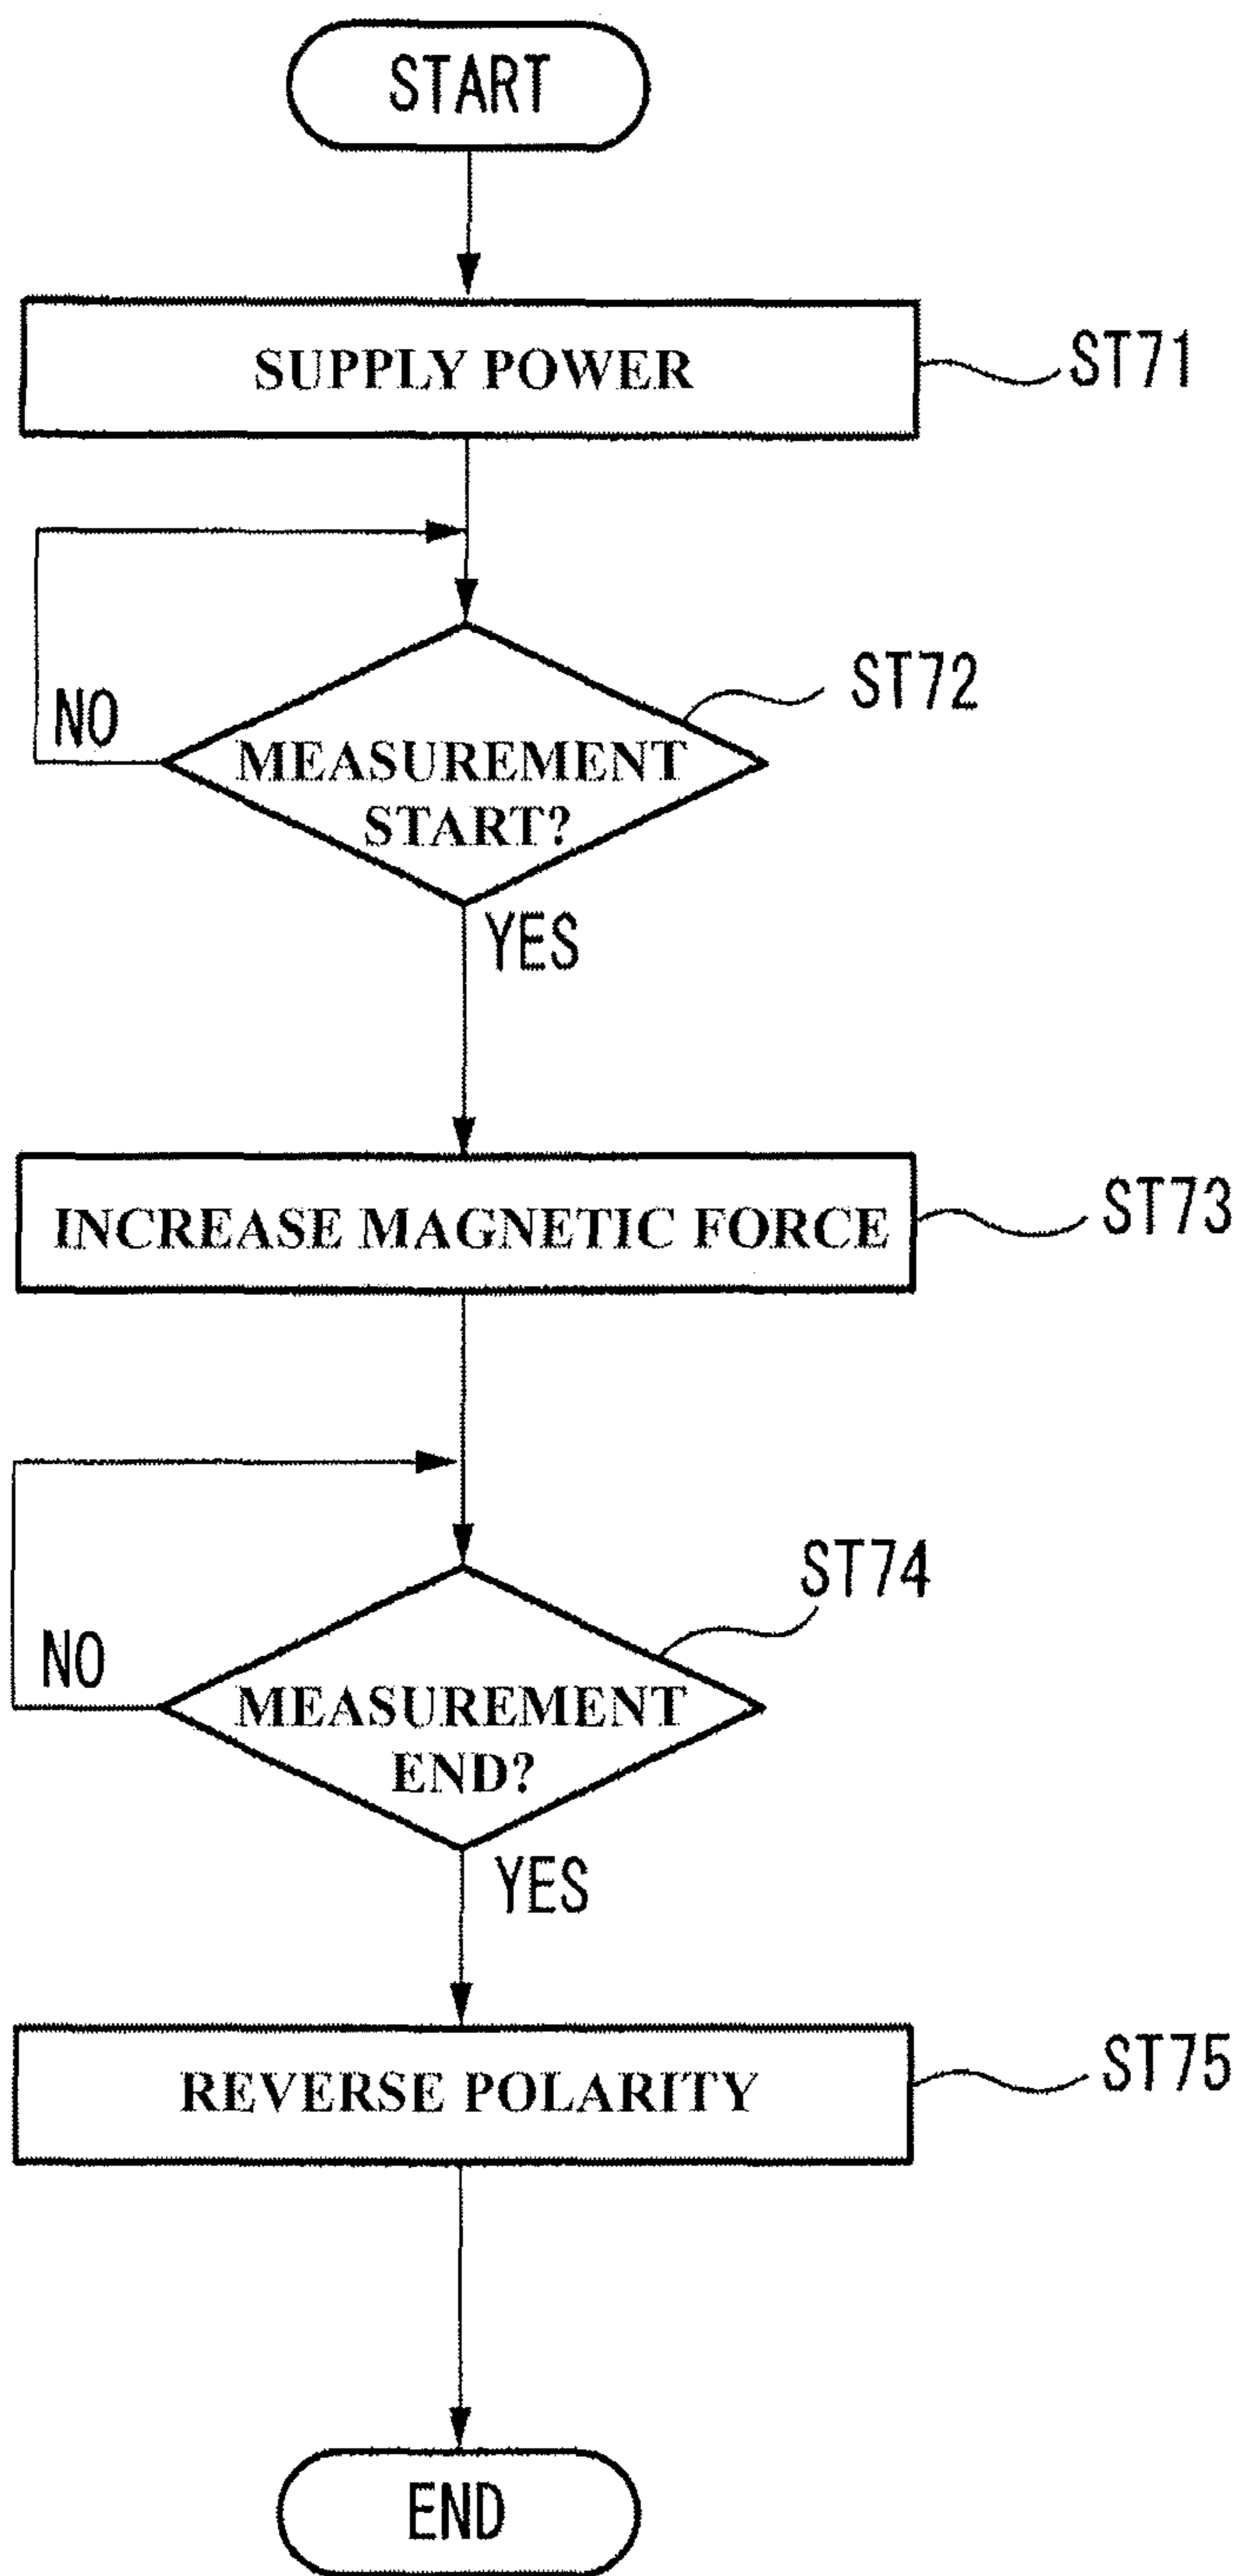 START
SUPPLY POWER
ST71
ST72
NO
MEASUREMENT
START?
YES
INCREASE MAGNETIC FORCE
ST73
ST74
NO
MEASUREMENT
END?
YES
REVERSE POLARITY
ST75
END